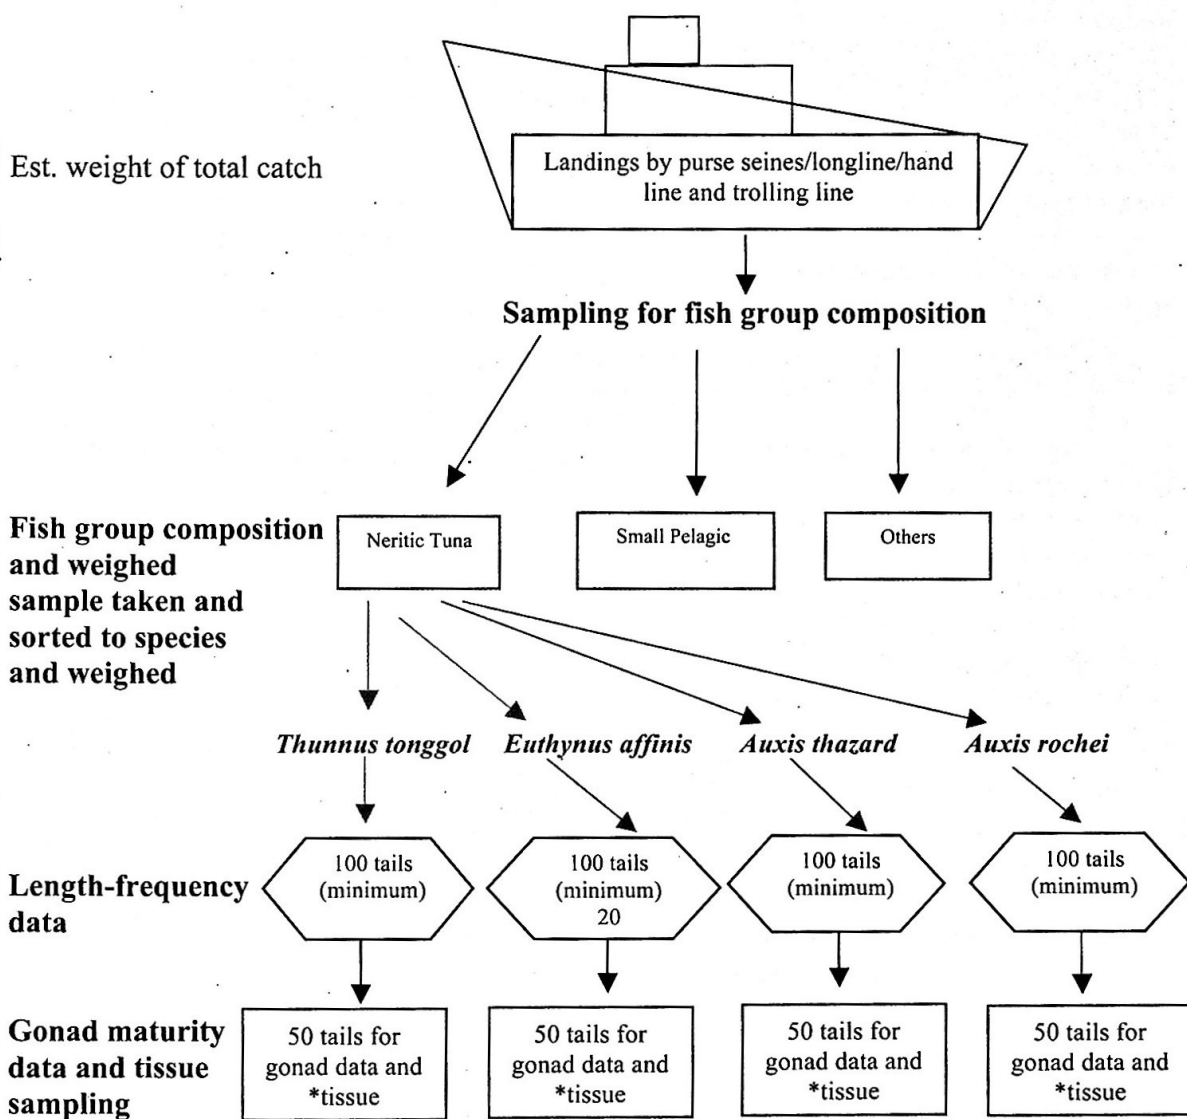 Est. weight of total catch
Landings by purse seines/longline/hand
line and trolling line
Sampling for fish group composition
Fish group composition
and weighed
sample taken and
sorted to species
and weighed
Neritic Tuna
Small Pelagic
Others
Thunnus tonggol
Euthynus affinis
Auxis thazard
Auxis rochei
Length-frequency
data
100 tails
(minimum)
100 tails
(minimum)
20
100 tails
(minimum)
100 tails
(minimum)
Gonad maturity
data and tissue
sampling
50 tails for
gonad data and
*tissue
50 tails for
gonad data and
*tissue
50 tails for
gonad data and
*tissue
50 tails for
gonad data and
*tissue